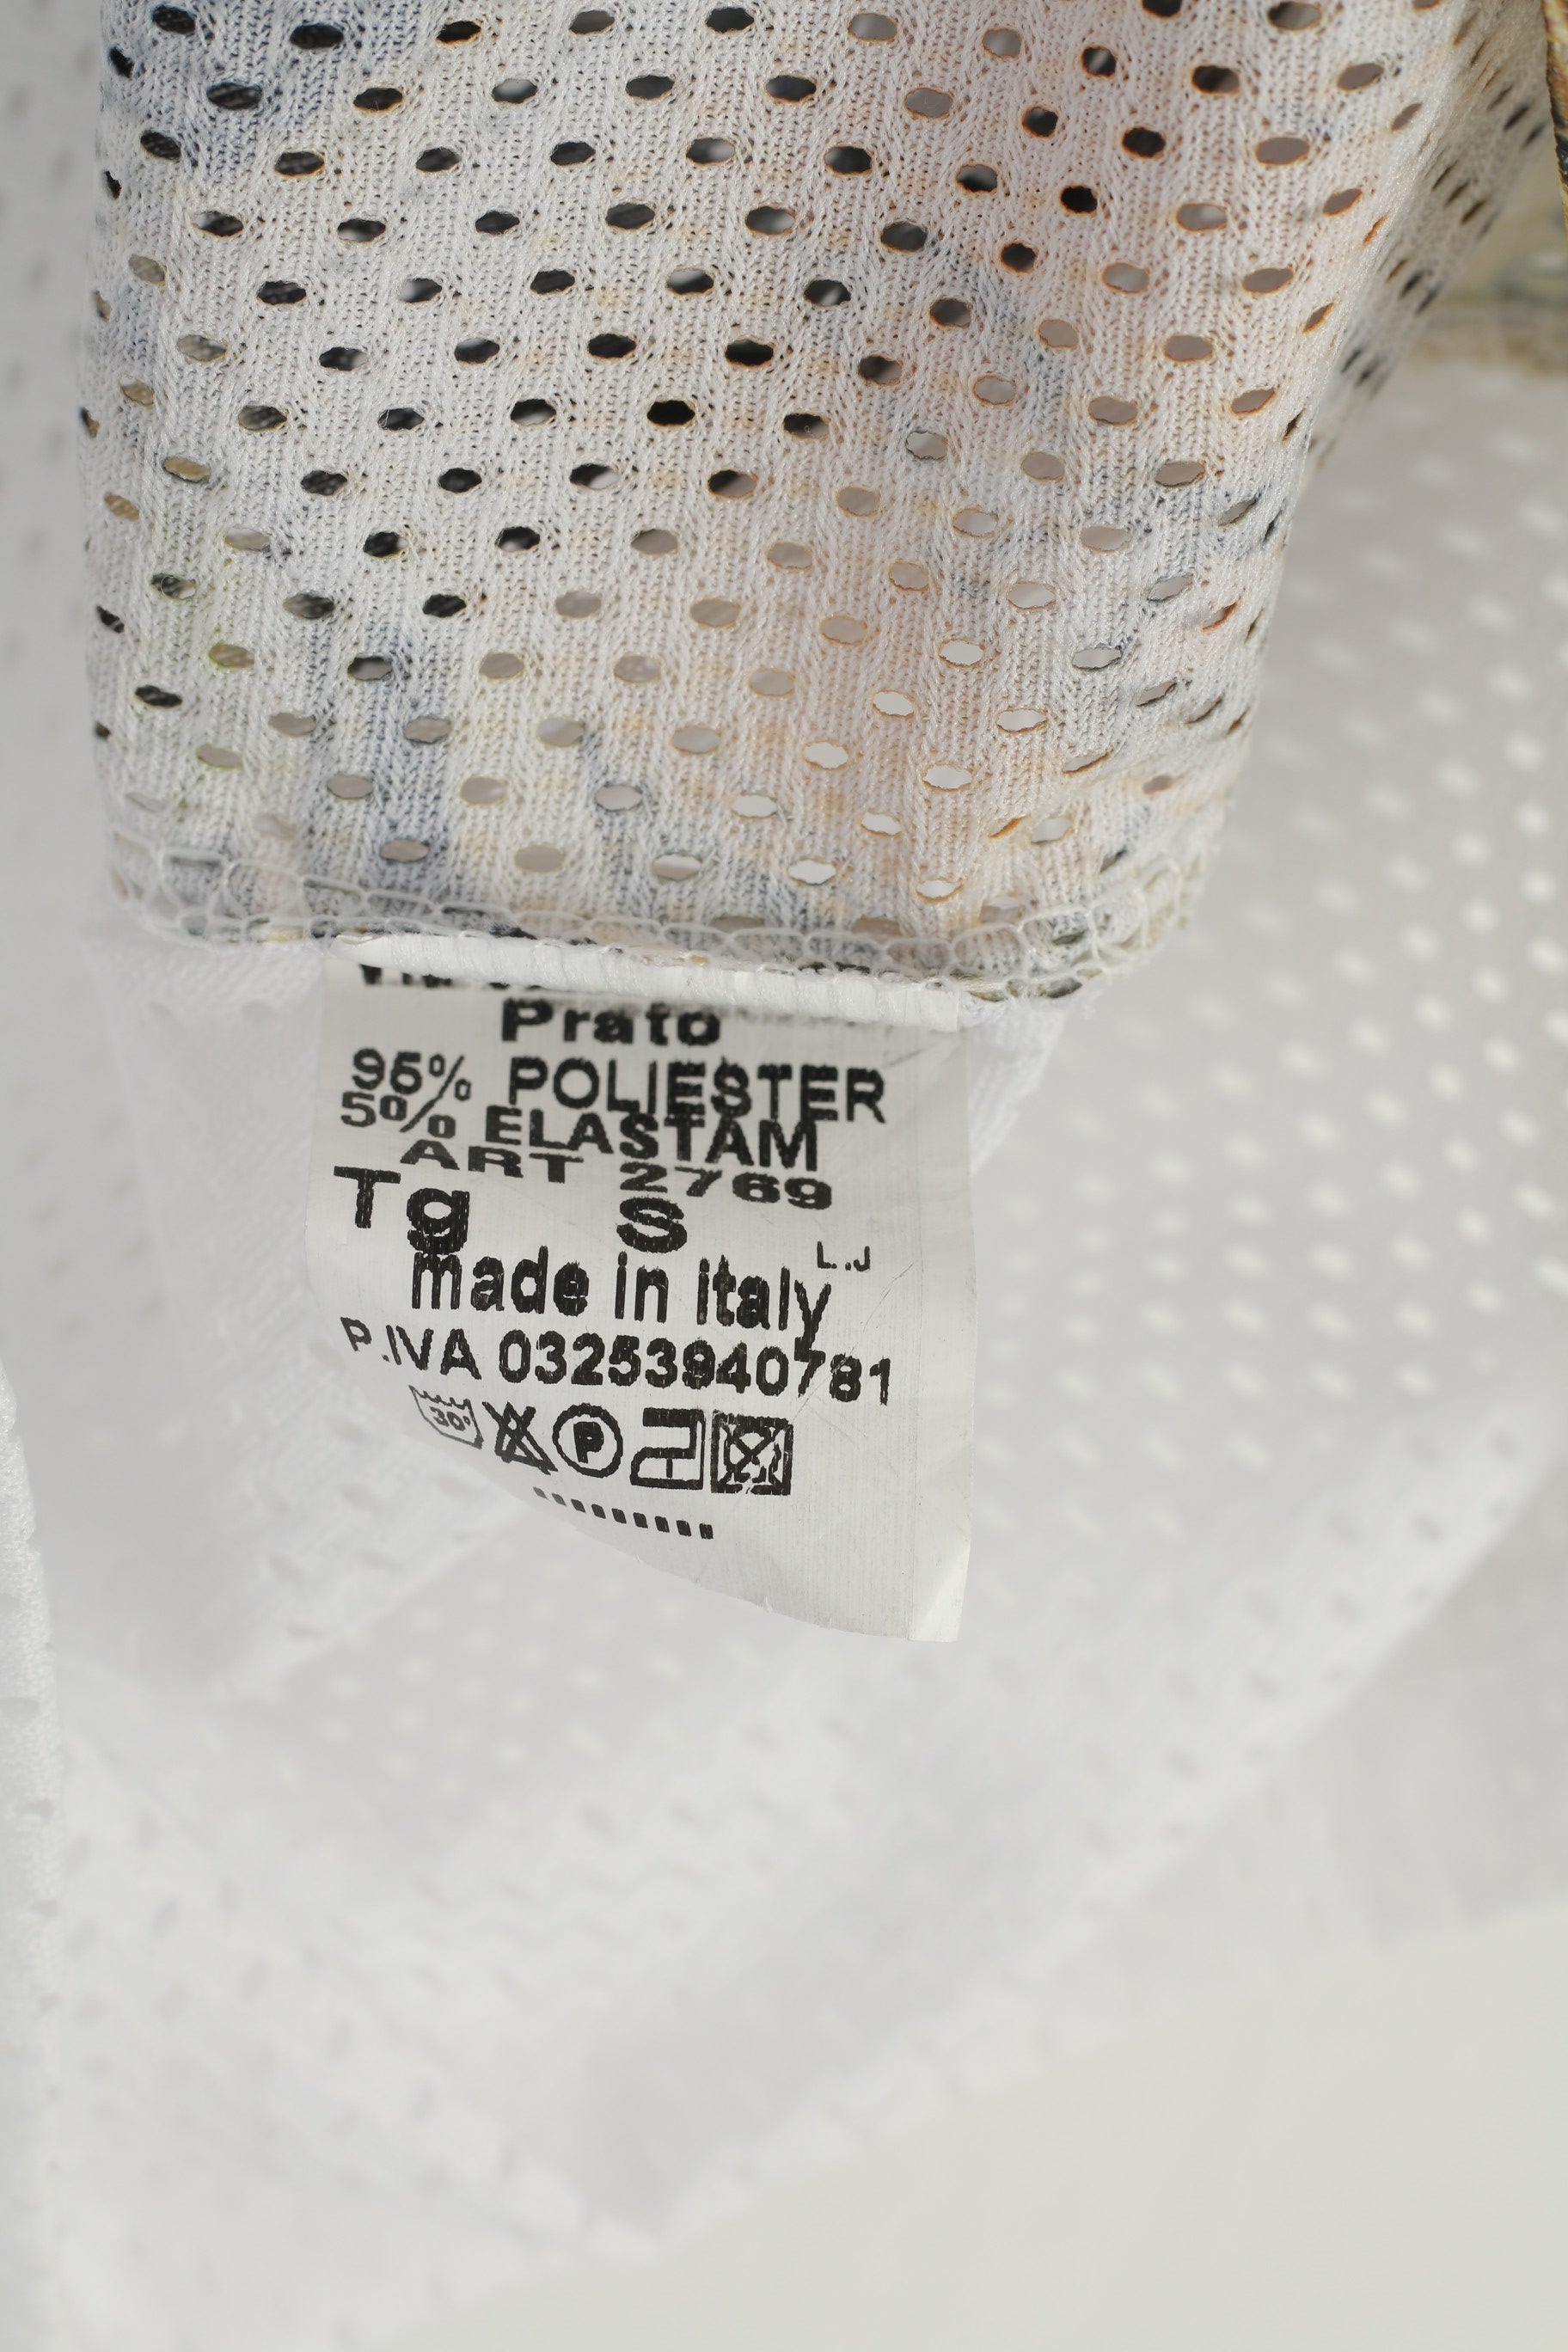 Prato
95% POLIESTER
5% ELASTAM
ART 2769
Tg S
L.J
made in italy
P.IVA 03253940781
30° P